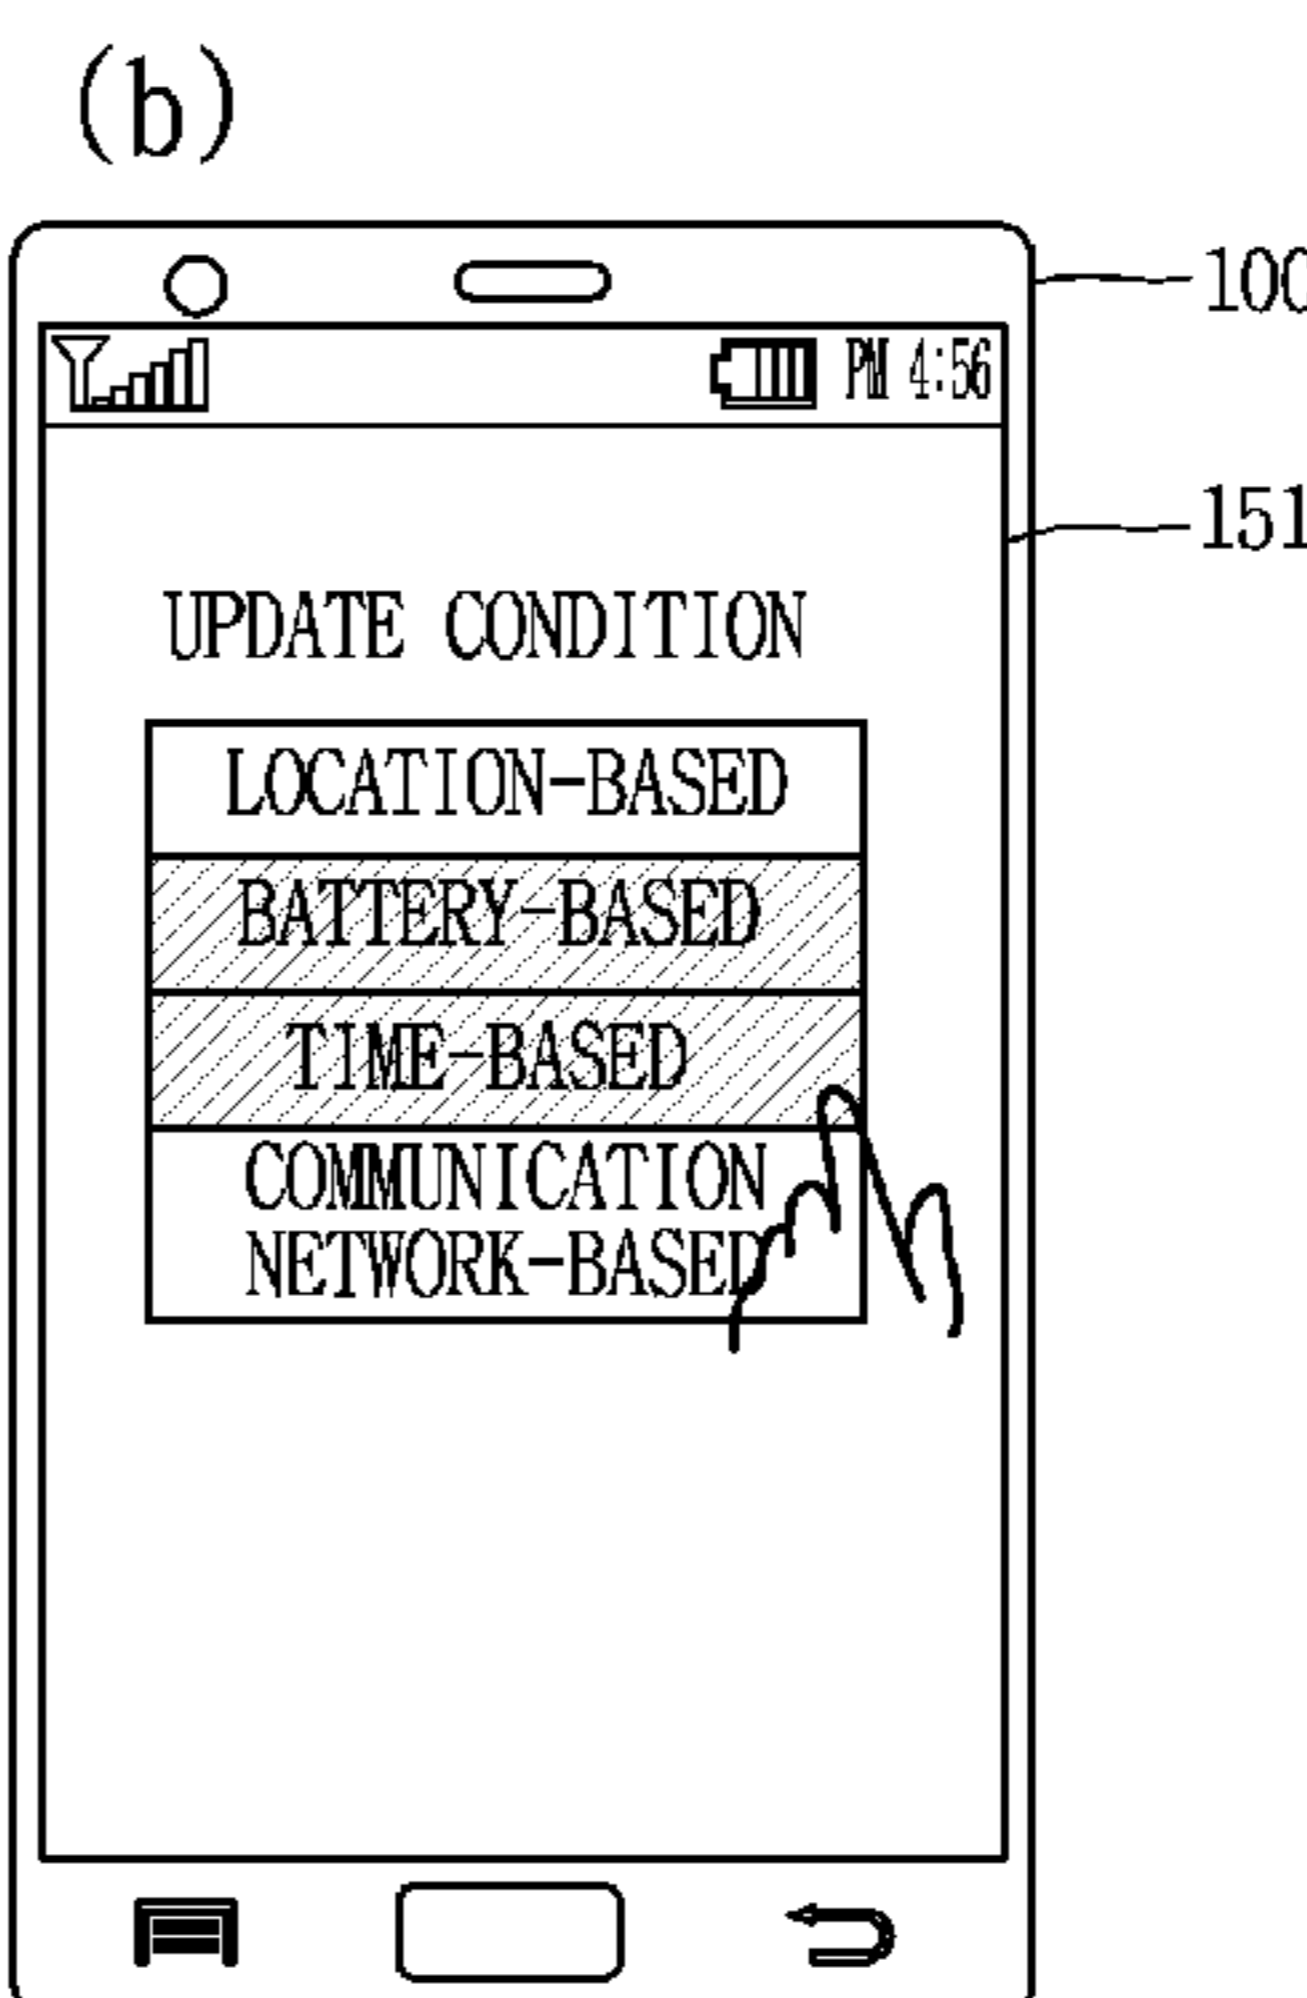 (b)
100
PM 4:56
151
UPDATE CONDITION
LOCATION-BASED
BATTERY-BASED
TIME-BASED
COMMUNICATION
NETWORK-BASED